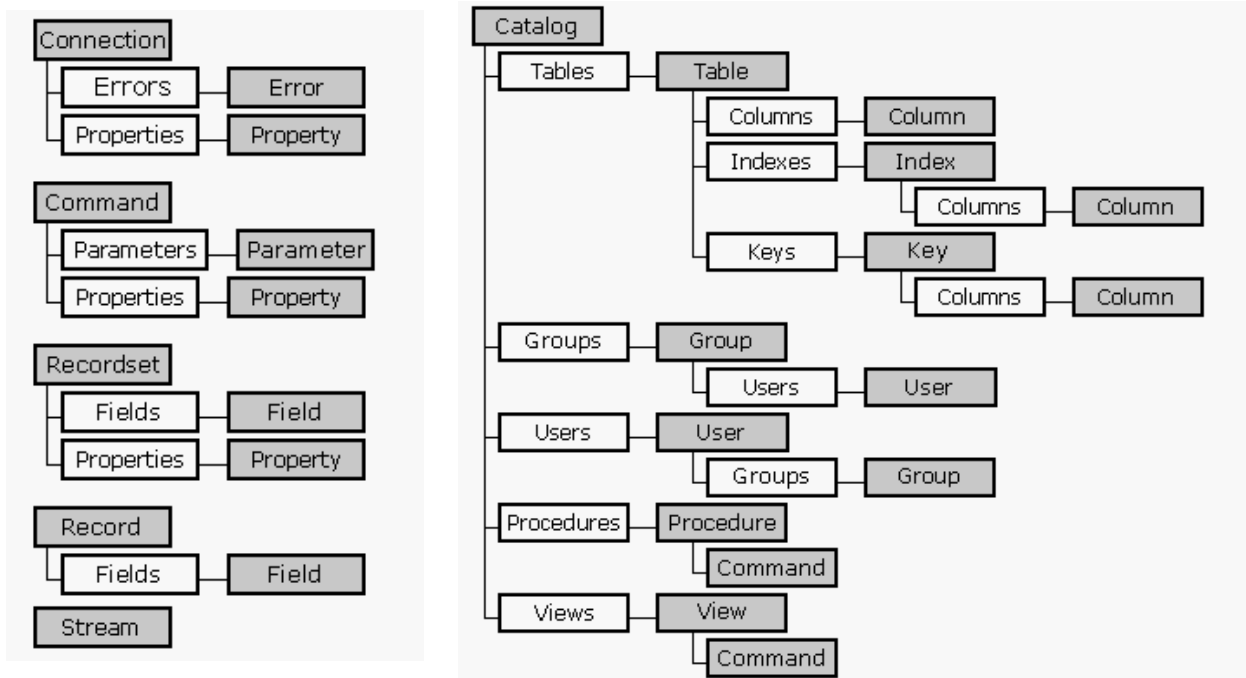 Connection
Errors Error
Properties Property
Command
Parameters Parameter
Properties Property
Recordset
Fields Field
Properties Property
Record
Fields Field
Stream
Catalog
Tables Table
Columns Column
Indexes Index
Columns Column
Keys Key
Columns Column
Groups Group
Users User
Users User
Groups Group
Procedures Procedure
Command
Views View
Command